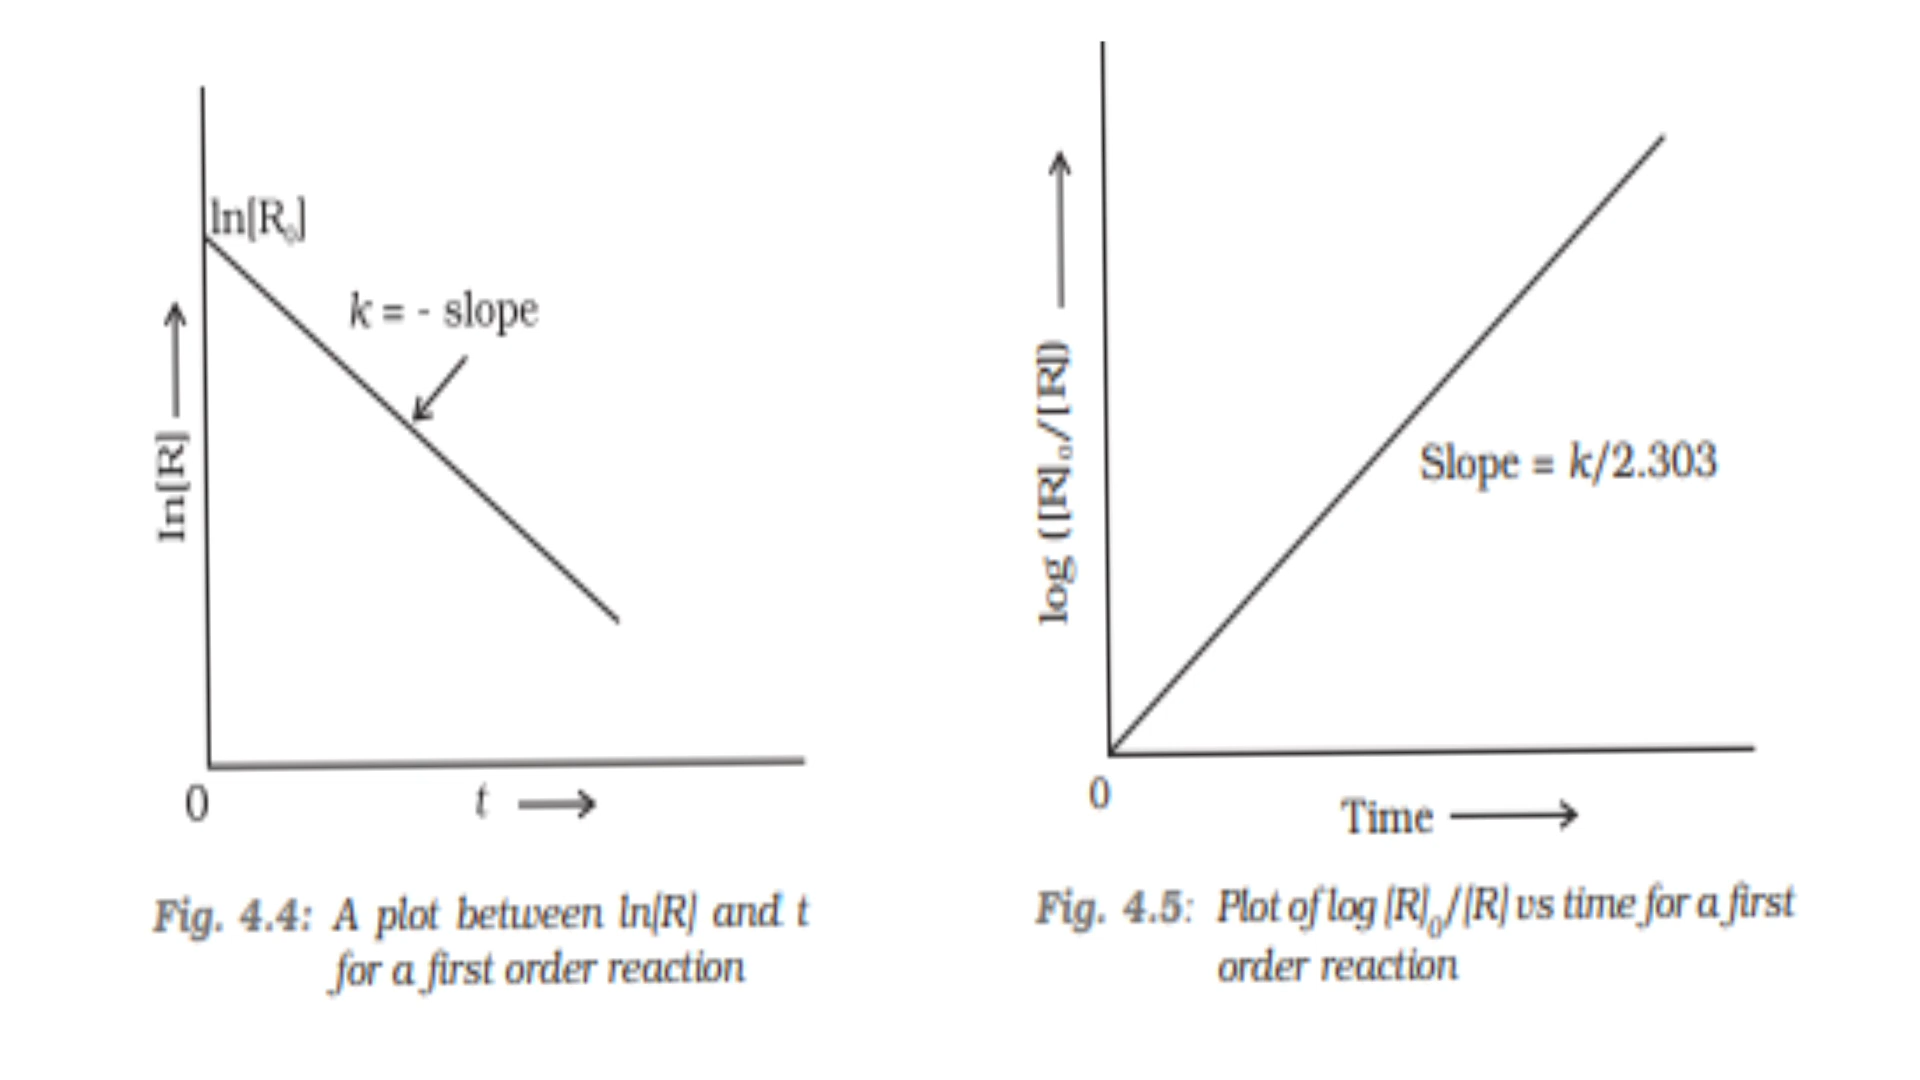 ln[R₀]
k = - slope
ln[R]
0
t
Fig. 4.4: A plot between ln[R] and t
for a first order reaction
log ([R]₀/[R])
Slope = k/2.303
0
Time
Fig. 4.5: Plot of log [R]₀/[R] vs time for a first
order reaction